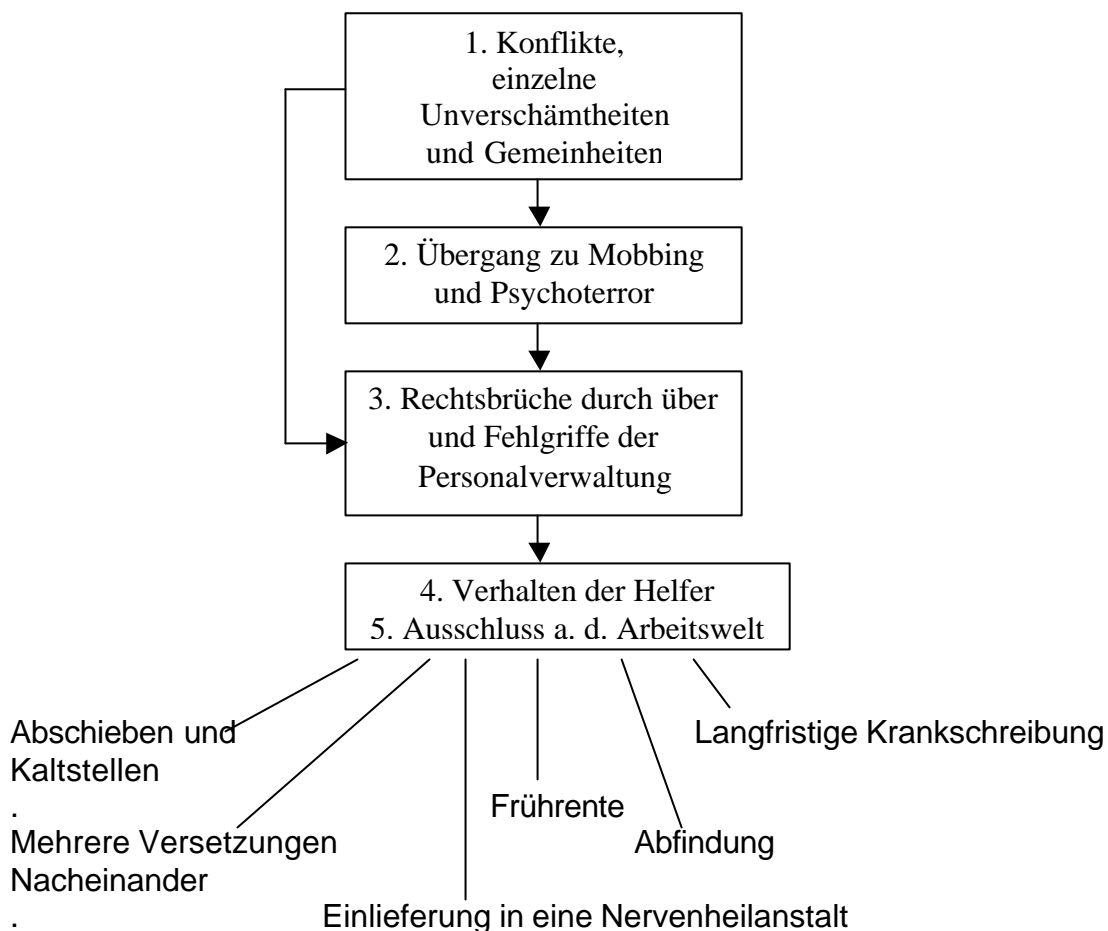 1. Konflikte,
einzelne
Unverschämtheiten
und Gemeinheiten
2. Übergang zu Mobbing
und Psychoterror
3. Rechtsbrüche durch über
und Fehlgriffe der
Personalverwaltung
4. Verhalten der Helfer
5. Ausschluss a. d. Arbeitswelt
Abschieben und
Kaltstellen
.
Langfristige Krankschreibung
Frührente
Mehrere Versetzungen
Nacheinander
.
Abfindung
Einlieferung in eine Nervenheilanstalt